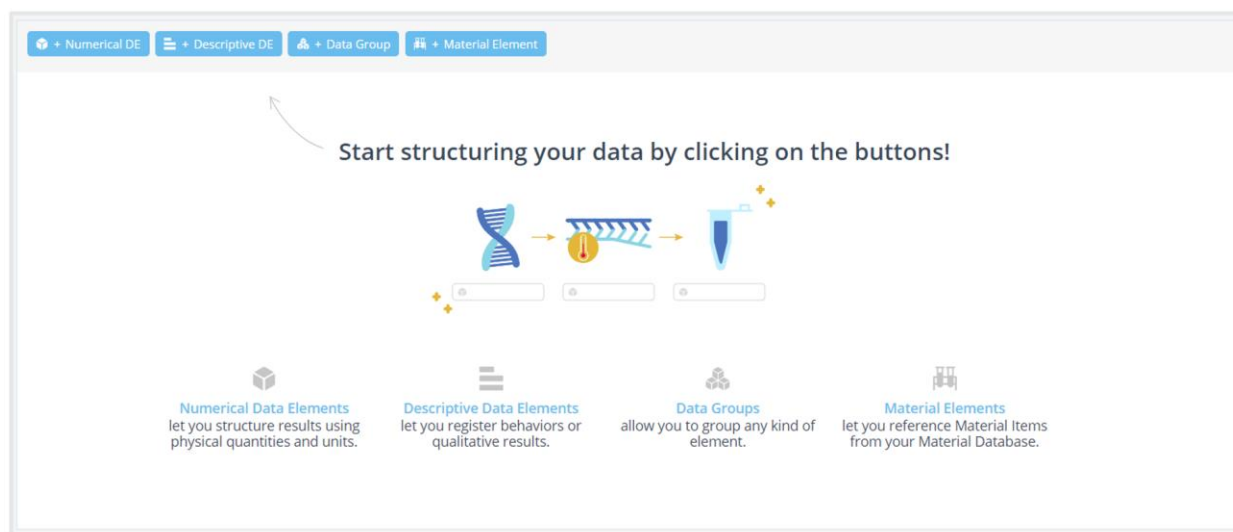 + Numerical DE + Descriptive DE + Data Group + Material Element
Start structuring your data by clicking on the buttons!
Numerical Data Elements
let you structure results using
physical quantities and units.
Descriptive Data Elements
let you register behaviors or
qualitative results.
Data Groups
allow you to group any kind of
element.
Material Elements
let you reference Material Items
from your Material Database.